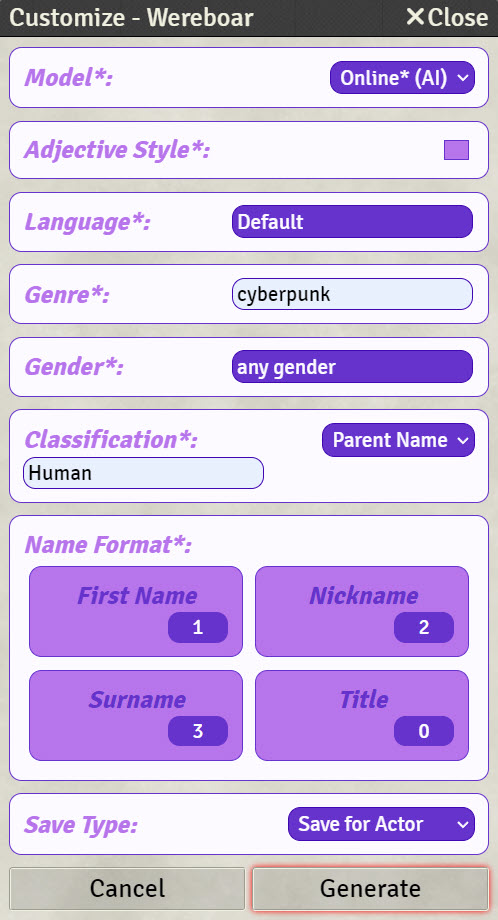 Customize - Wereboar ✕Close
Model*: Online* (AI)
Adjective Style*:
Language*: Default
Genre*: cyberpunk
Gender*: any gender
Classification*: Parent Name
Human
Name Format*:
First Name Nickname
1 2
Surname Title
3 0
Save Type: Save for Actor
Cancel Generate